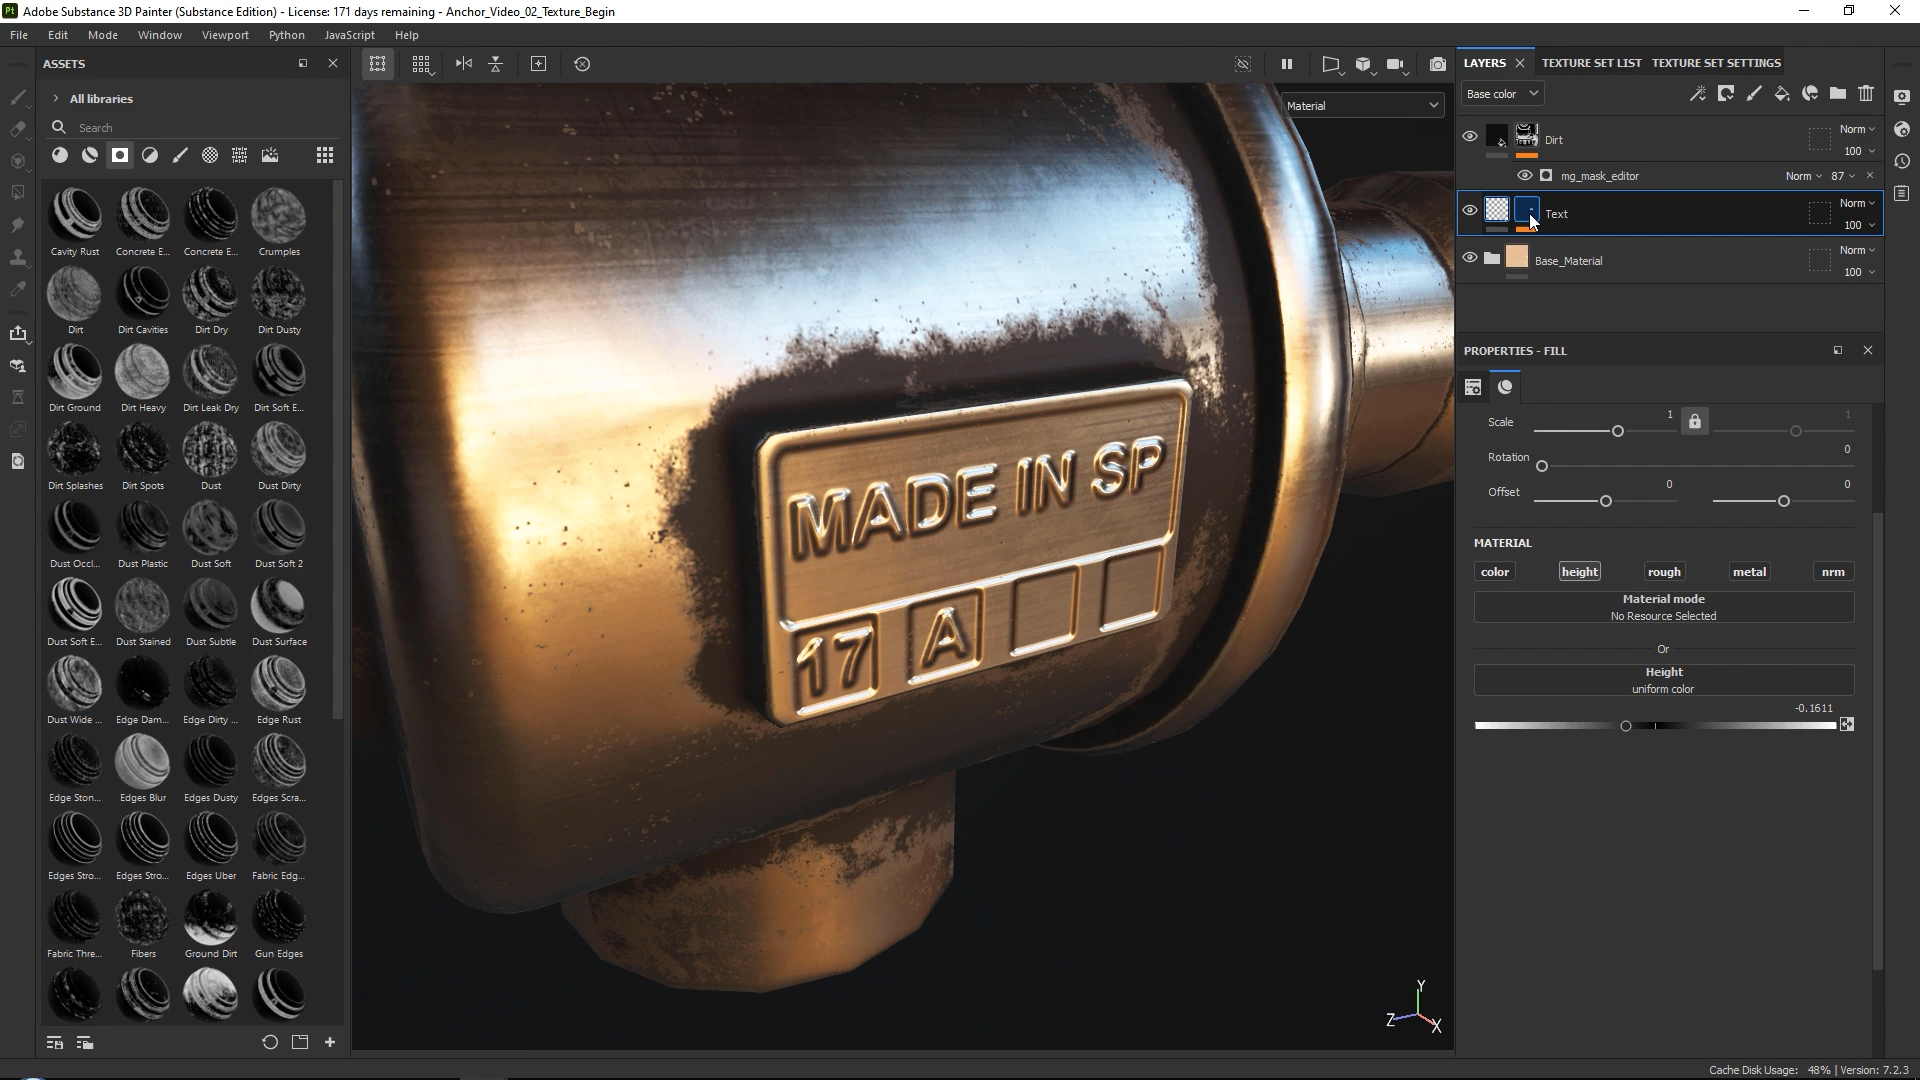 Pt Adobe Substance 3D Painter (Substance Edition) - License: 171 days remaining - Anchor_Video_02_Texture_Begin
File Edit Mode Window Viewport Python JavaScript Help
ASSETS
All libraries
Search
Cavity Rust Concrete E... Concrete E... Crumples
Dirt Dirt Cavities Dirt Dry Dirt Dusty
Dirt Ground Dirt Heavy Dirt Leak Dry Dirt Soft E...
Dirt Splashes Dirt Spots Dust Dust Dirty
Dust Occl... Dust Plastic Dust Soft Dust Soft 2
Dust Soft E... Dust Stained Dust Subtle Dust Surface
Dust Wide ... Edge Dam... Edge Dirty ... Edge Rust
Edge Ston... Edges Blur Edges Dusty Edges Scra...
Edges Stro... Edges Stro... Edges Uber Fabric Edg...
Fabric Thre... Fibers Ground Dirt Gun Edges
Material
MADE IN SP
17 A
Y
Z X
LAYERS TEXTURE SET LIST TEXTURE SET SETTINGS
Base color
Dirt Norm 100
mg_mask_editor Norm 87
Text Norm 100
Base_Material Norm 100
PROPERTIES - FILL
Scale 1 1
Rotation 0
Offset 0 0
MATERIAL
color height rough metal nrm
Material mode
No Resource Selected
Or
Height
uniform color
-0.1611
Cache Disk Usage: 48% | Version: 7.2.3